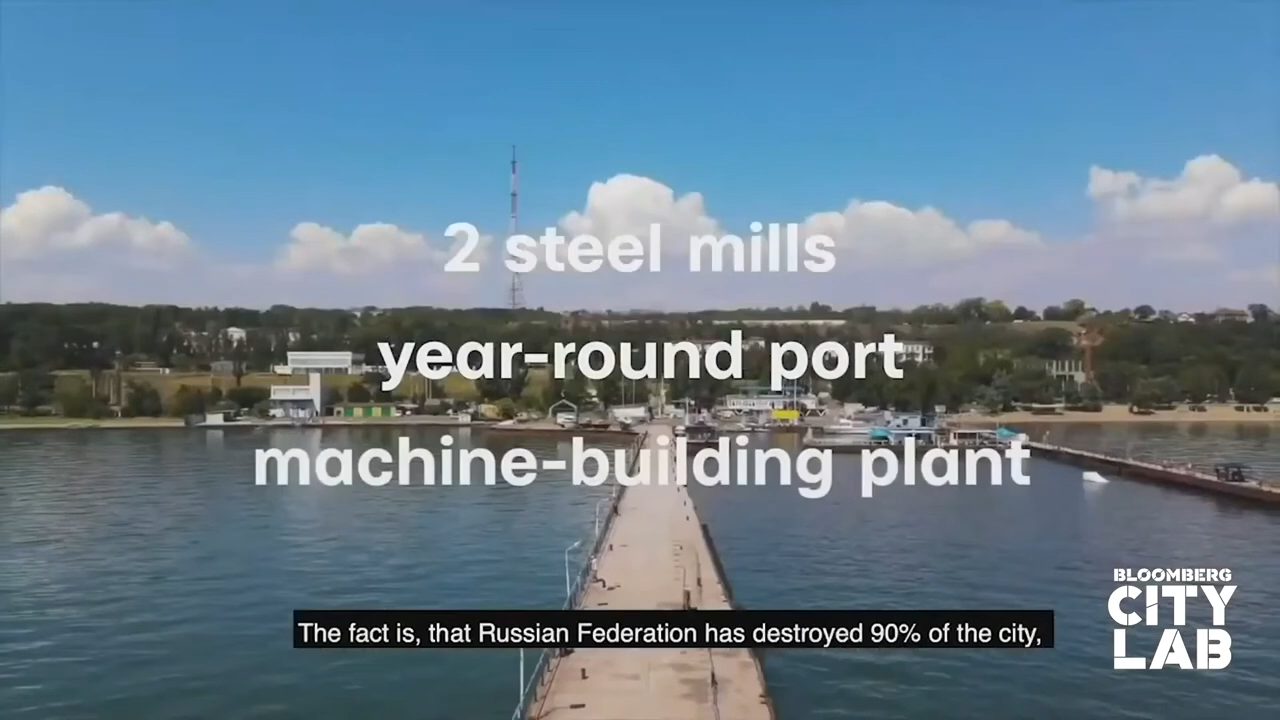 2 steel mills
year-round port
machine-building plant
BLOOMBERG
CITY
LAB
The fact is, that Russian Federation has destroyed 90% of the city,